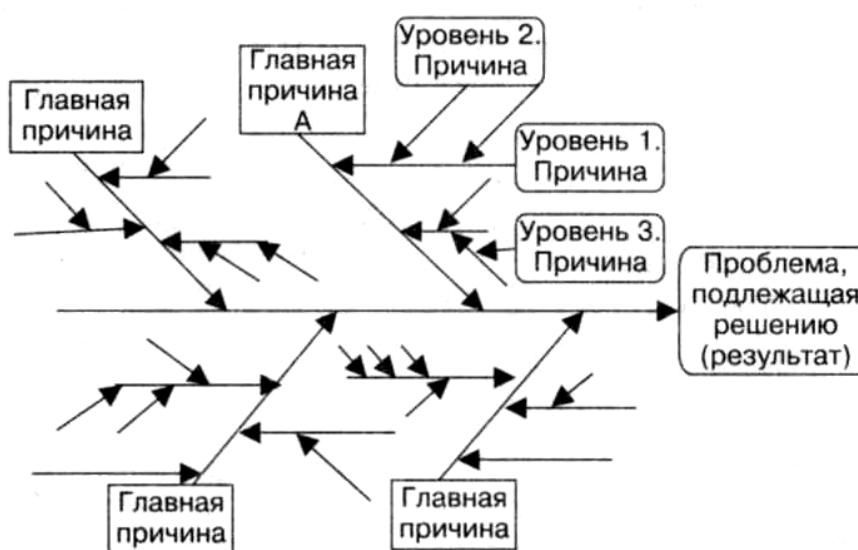 Главная
причина
Главная
причина
А
Уровень 2.
Причина
Уровень 1.
Причина
Уровень 3.
Причина
Проблема,
подлежащая
решению
(результат)
Главная
причина
Главная
причина